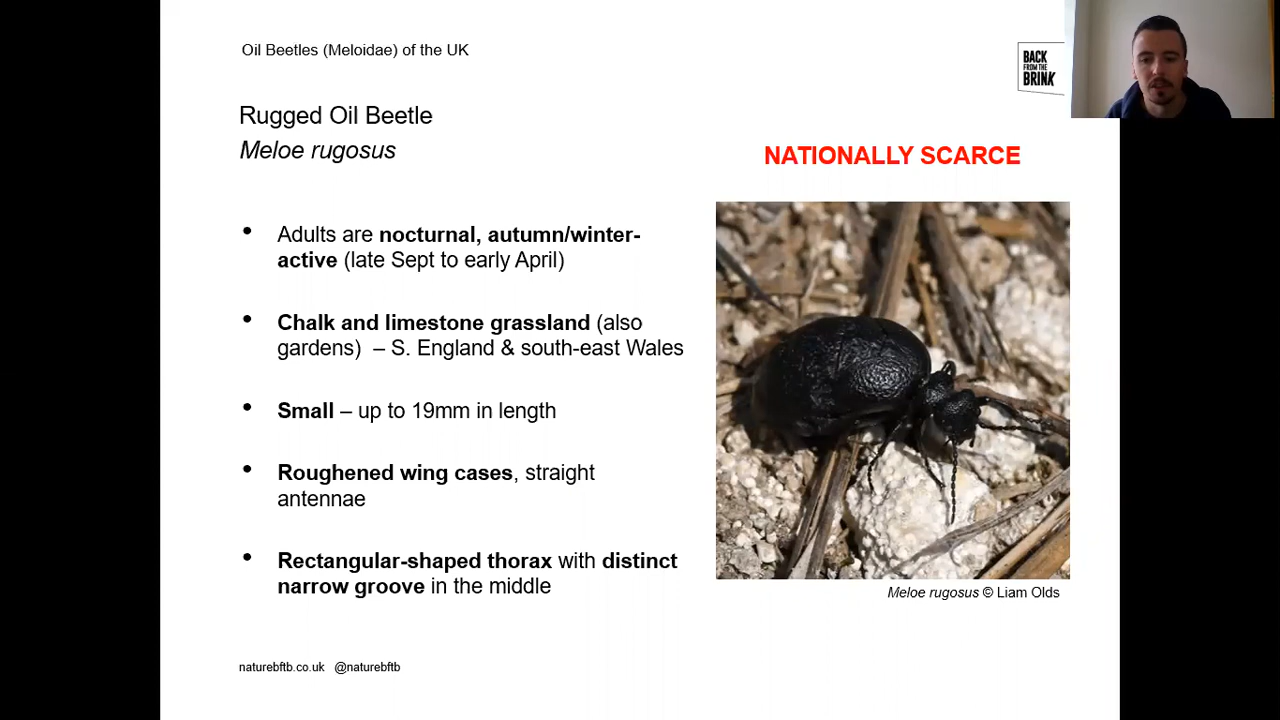 Oil Beetles (Meloidae) of the UK
BACK
FROM THE
BRINK
Rugged Oil Beetle
Meloe rugosus
NATIONALLY SCARCE
• Adults are nocturnal, autumn/winter-
active (late Sept to early April)
• Chalk and limestone grassland (also
gardens) – S. England & south-east Wales
• Small – up to 19mm in length
• Roughened wing cases, straight
antennae
• Rectangular-shaped thorax with distinct
narrow groove in the middle
Meloe rugosus © Liam Olds
naturebftb.co.uk @naturebftb